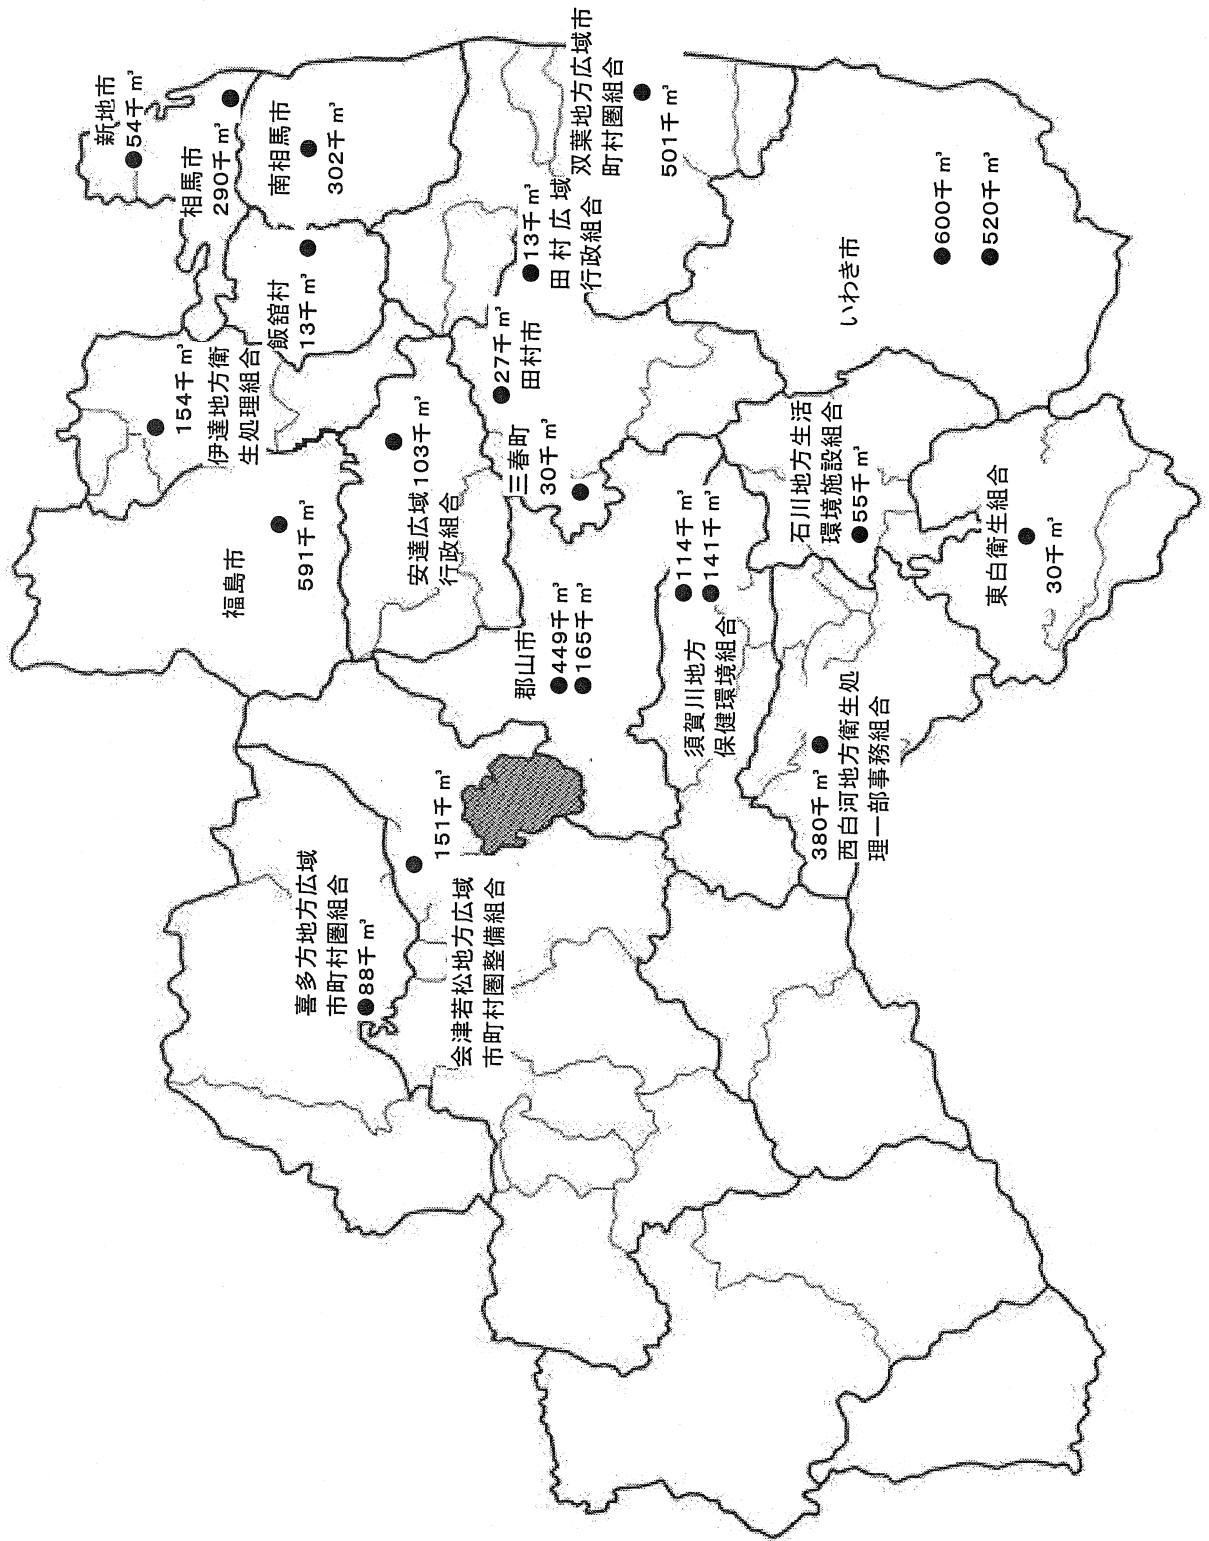 新地市
54千㎥
相馬市
290千㎥
南相馬市
302千㎥
飯舘村
13千㎥
154千㎥
伊達地方衛
生処理組合
福島市
591千㎥
喜多方地方広域
市町村圏組合
88千㎥
安達広域
行政組合
103千㎥
151千㎥
会津若松地方広域
市町村圏整備組合
27千㎥
田村市
13千㎥
田村広域
行政組合
三春町
30千㎥
郡山市
449千㎥
165千㎥
双葉地方広域市
町村圏組合
501千㎥
114千㎥
141千㎥
須賀川地方
保健環境組合
石川地方生活
環境施設組合
55千㎥
380千㎥
西白河地方衛生処
理一部事務組合
いわき市
600千㎥
520千㎥
東白衛生組合
30千㎥